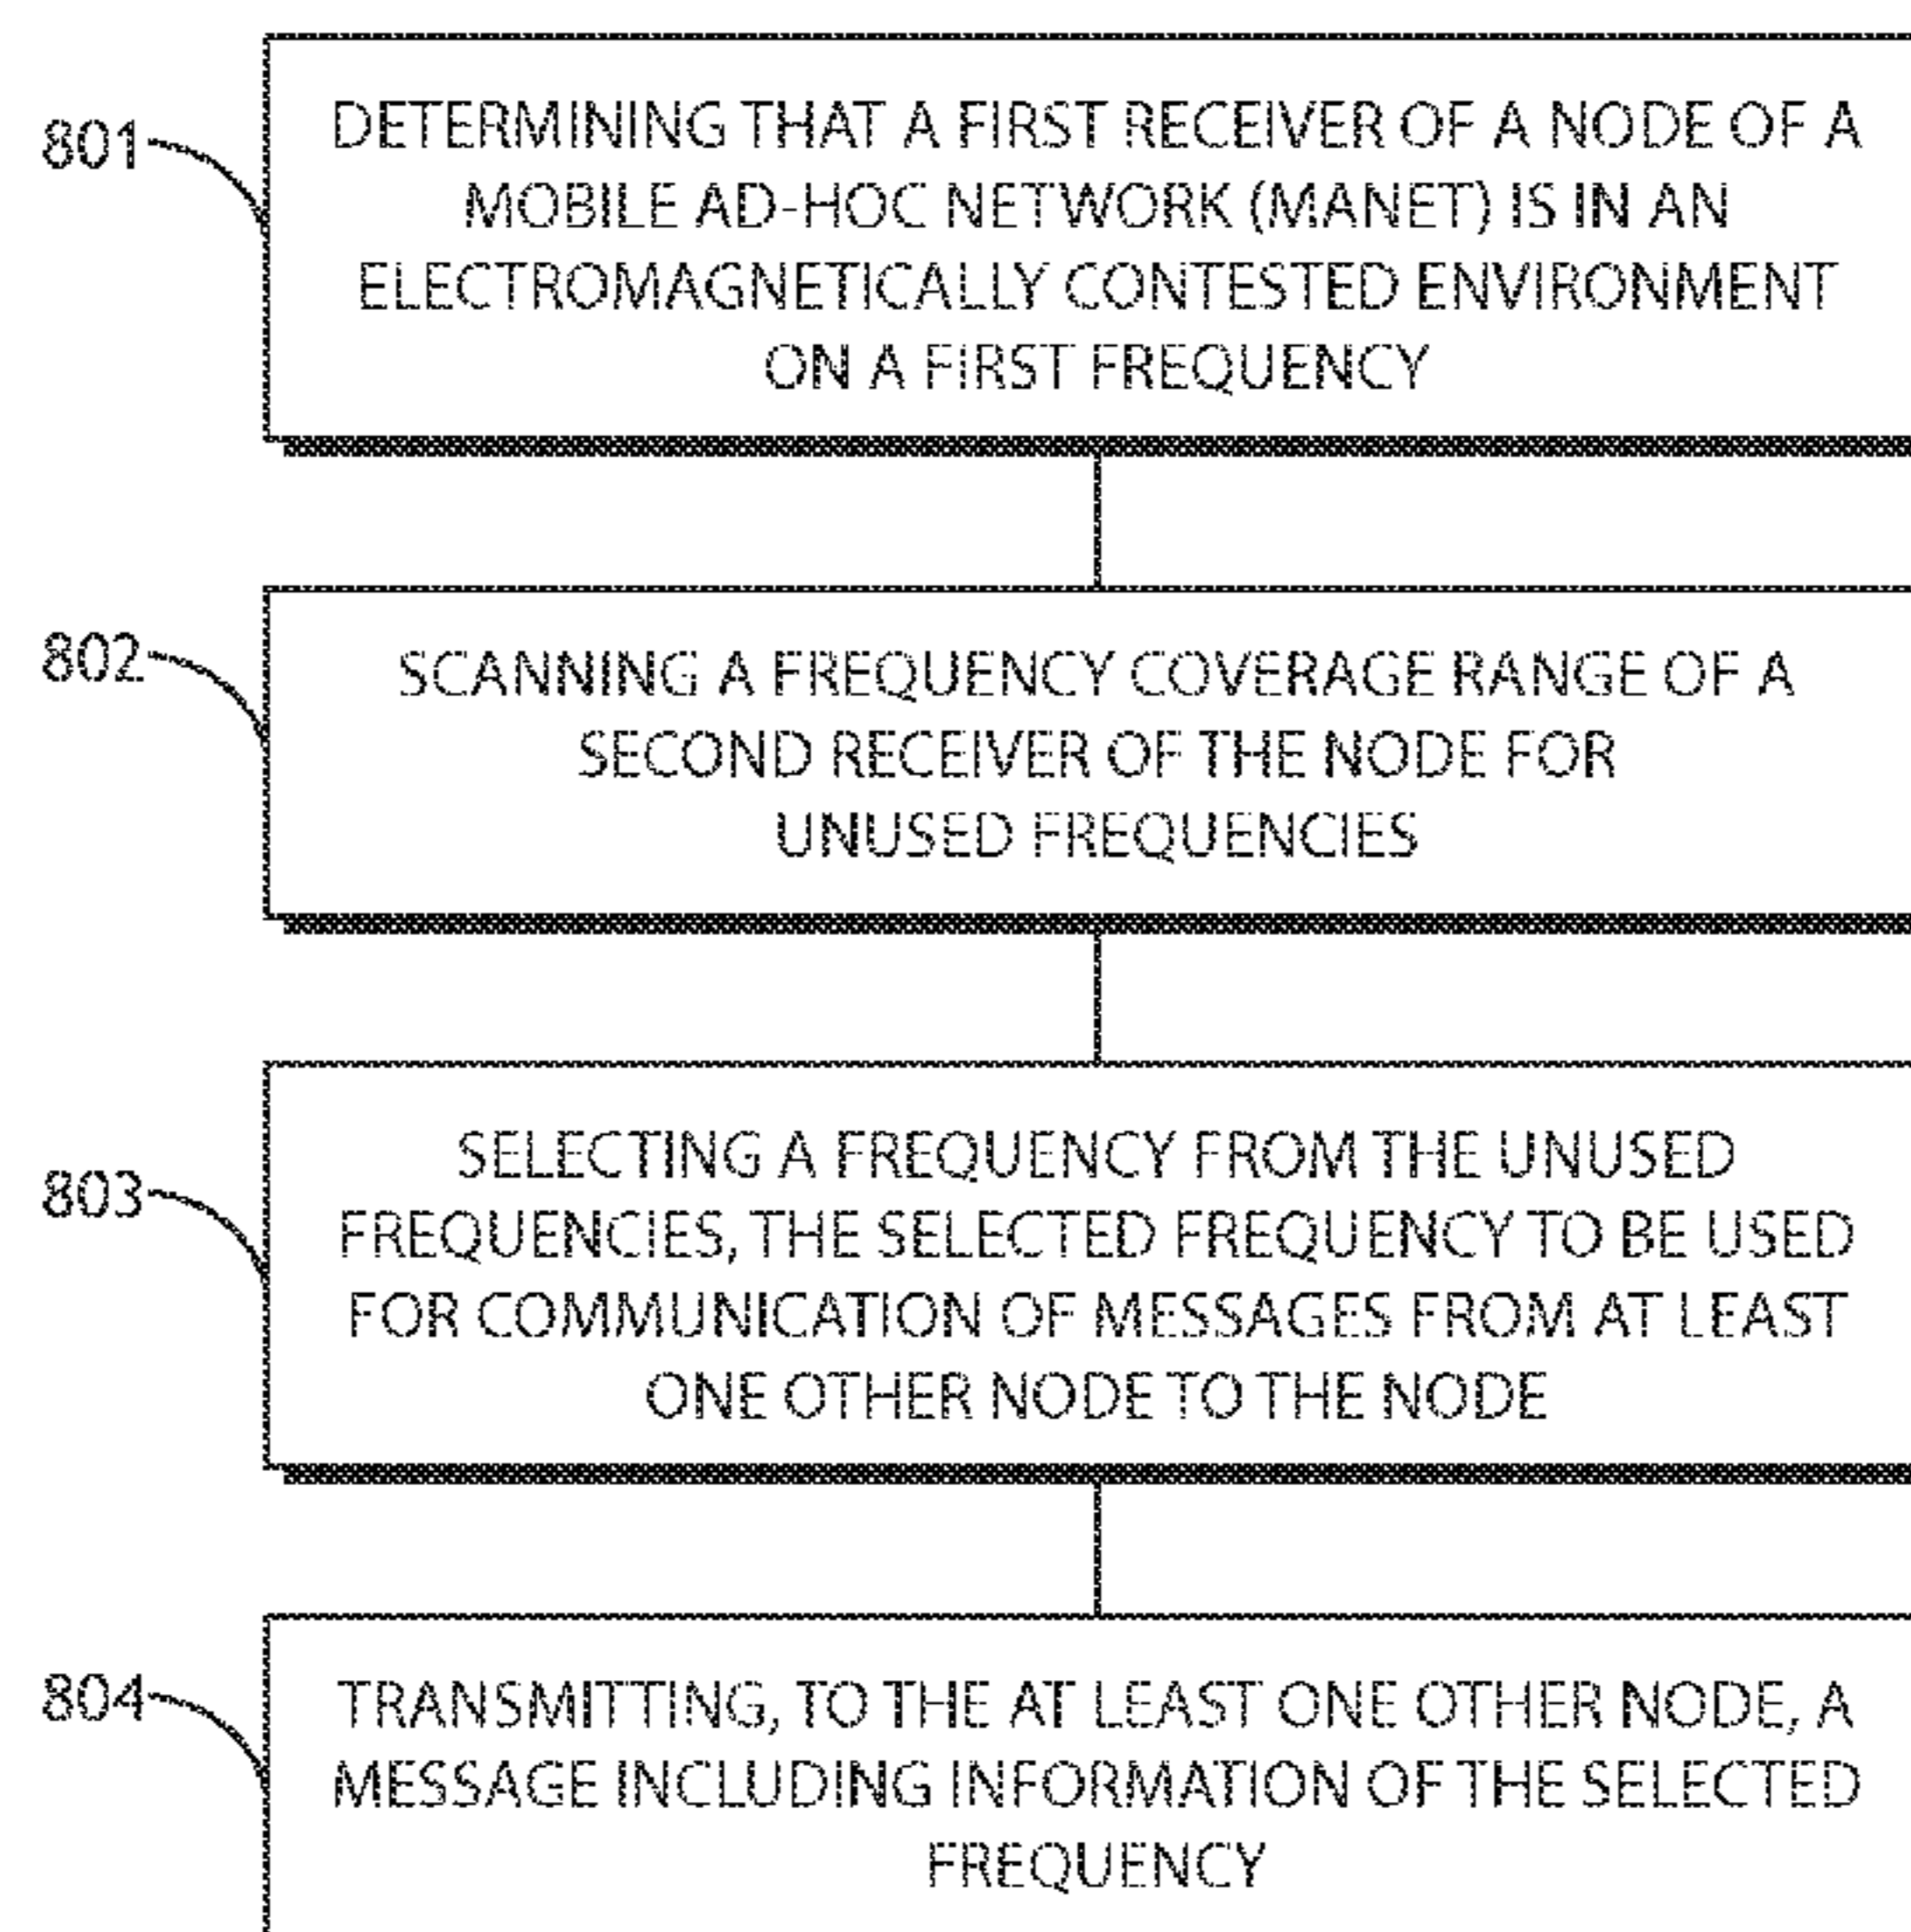 801
DETERMINING THAT A FIRST RECEIVER OF A NODE OF A
MOBILE AD-HOC NETWORK (MANET) IS IN AN
ELECTROMAGNETICALLY CONTESTED ENVIRONMENT
ON A FIRST FREQUENCY
802
SCANNING A FREQUENCY COVERAGE RANGE OF A
SECOND RECEIVER OF THE NODE FOR
UNUSED FREQUENCIES
803
SELECTING A FREQUENCY FROM THE UNUSED
FREQUENCIES, THE SELECTED FREQUENCY TO BE USED
FOR COMMUNICATION OF MESSAGES FROM AT LEAST
ONE OTHER NODE TO THE NODE
804
TRANSMITTING, TO THE AT LEAST ONE OTHER NODE, A
MESSAGE INCLUDING INFORMATION OF THE SELECTED
FREQUENCY